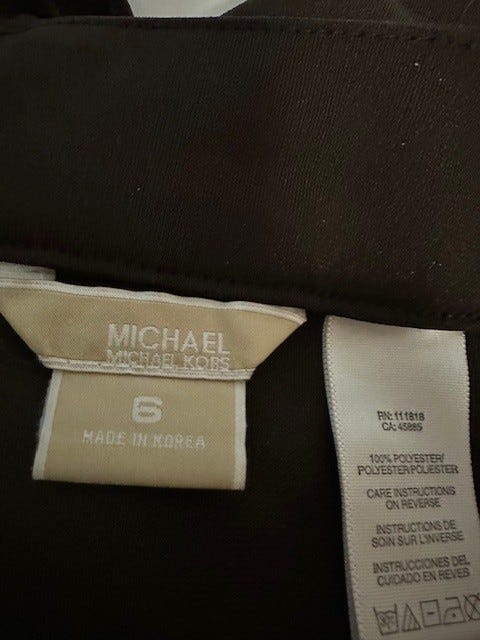 MICHAEL
MICHAEL KORS
6
MADE IN KOREA
RN: 111818
CA: 45885
100% POLYESTER/
POLYESTER/POLIESTER
CARE INSTRUCTIONS
ON REVERSE
INSTRUCTIONS DE
SOIN SUR L'INVERSE
INSTRUCCIONES DEL
CUIDADO EN REVES